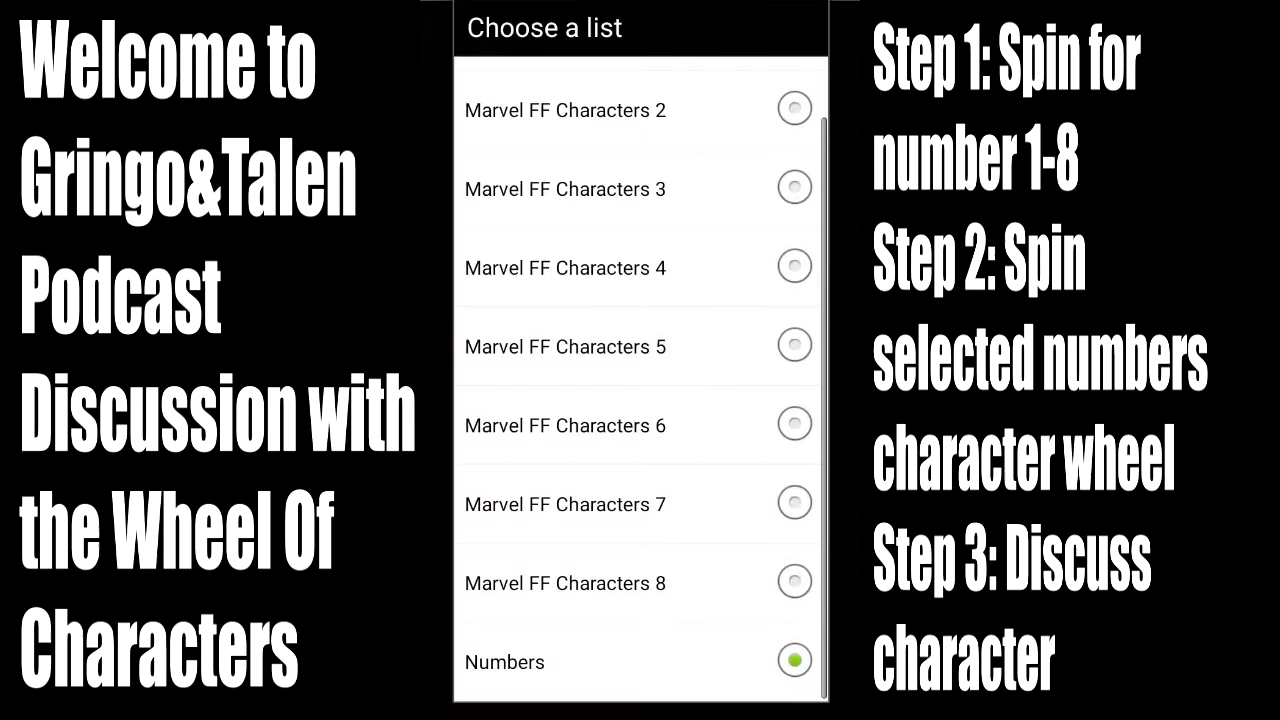 Welcome to
Gringo&Talen
Podcast
Discussion with
the Wheel Of
Characters
Choose a list
Marvel FF Characters 2
Marvel FF Characters 3
Marvel FF Characters 4
Marvel FF Characters 5
Marvel FF Characters 6
Marvel FF Characters 7
Marvel FF Characters 8
Numbers
Step 1: Spin for
number 1-8
Step 2: Spin
selected numbers
character wheel
Step 3: Discuss
character